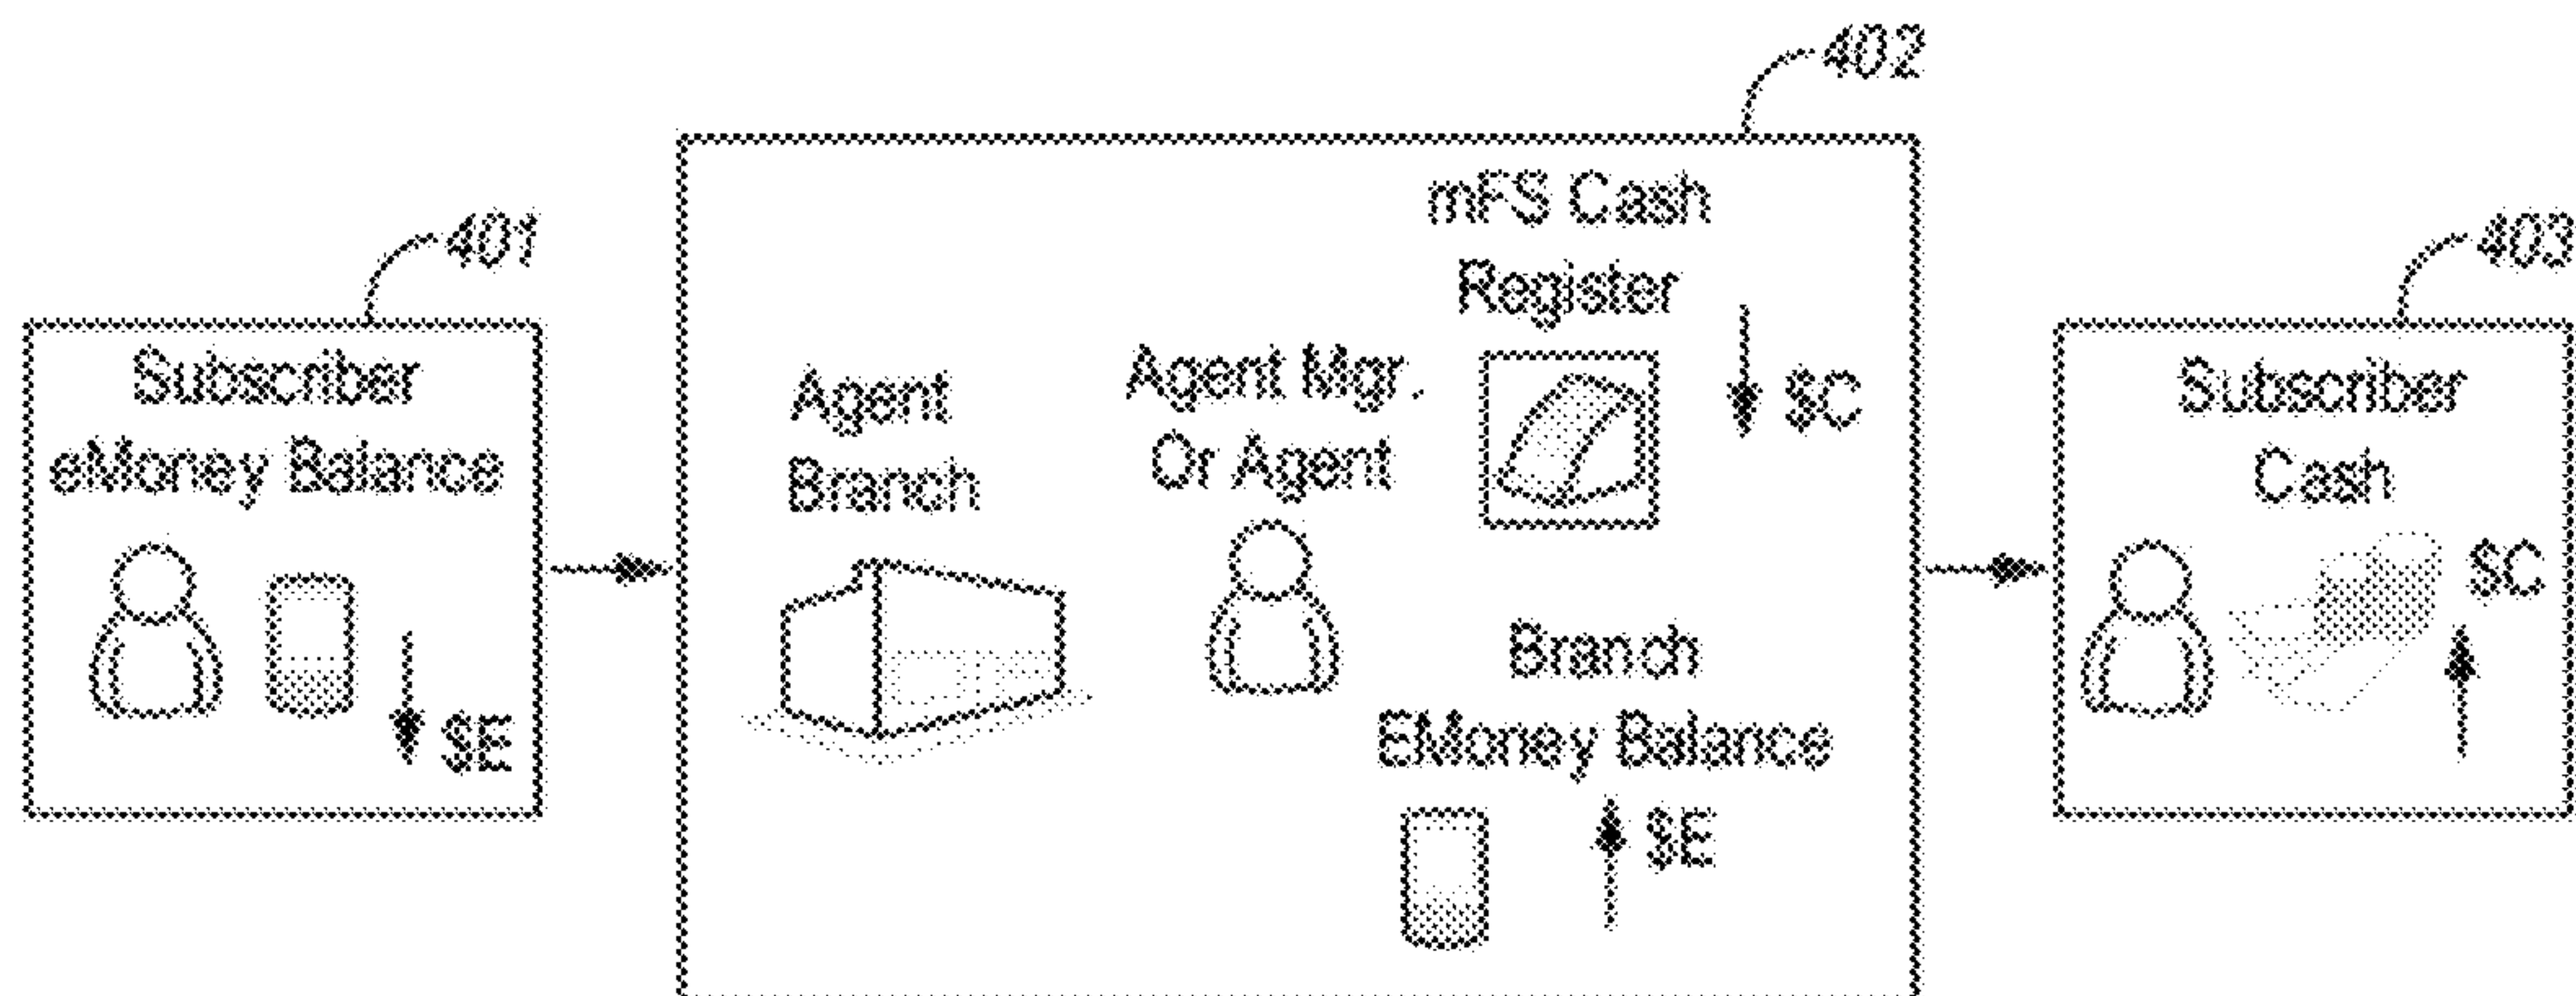 402
mFS Cash
Register
401
403
Subscriber
eMoney Balance
Agent
Branch
Agent Mgr.
Or Agent
$C
Subscriber
Cash
$C
$E
Branch
EMoney Balance
$E